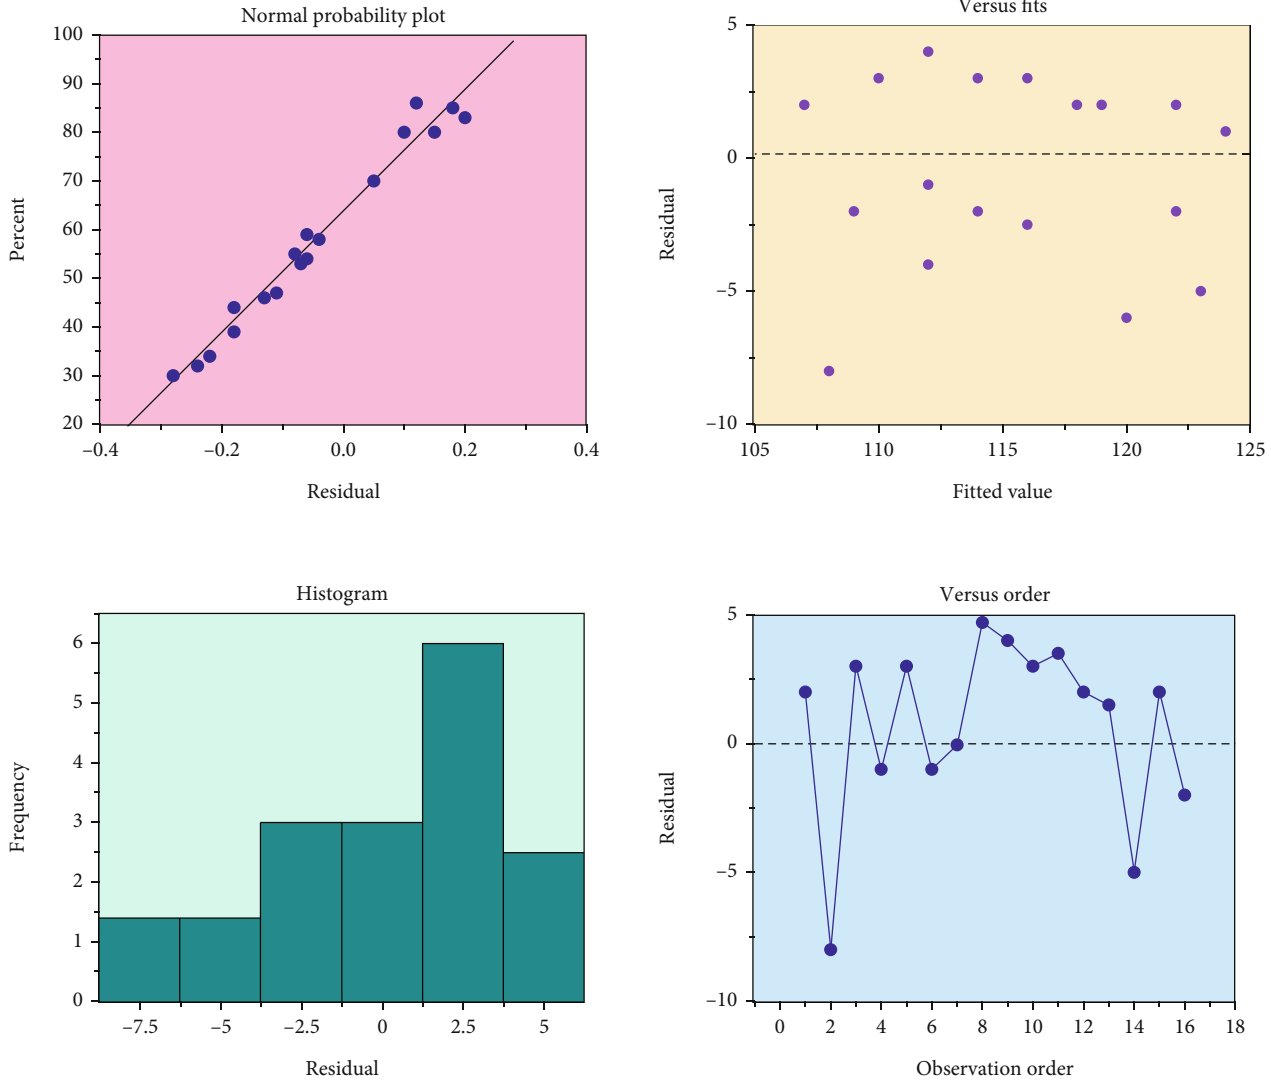 Normal probability plot
100
90
80
70
60
50
40
30
20
Percent
–0.4 –0.2 0.0 0.2 0.4
Residual
Versus fits
5
0
–5
–10
Residual
105 110 115 120 125
Fitted value
Histogram
6
5
4
3
2
1
0
Frequency
–7.5 –5 –2.5 0 2.5 5
Residual
Versus order
5
0
–5
–10
Residual
0 2 4 6 8 10 12 14 16 18
Observation order